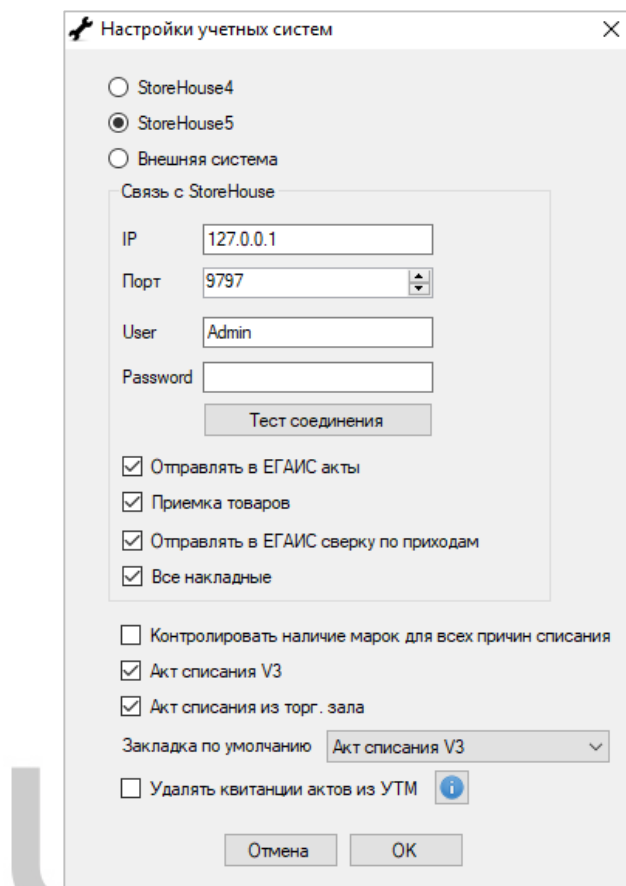 Настройки учетных систем
StoreHouse4
StoreHouse5
Внешняя система
Связь с StoreHouse
IP 127.0.0.1
Порт 9797
User Admin
Password
Тест соединения
Отправлять в ЕГАИС акты
Приемка товаров
Отправлять в ЕГАИС сверку по приходам
Все накладные
Контролировать наличие марок для всех причин списания
Акт списания V3
Акт списания из торг. зала
Закладка по умолчанию Акт списания V3
Удалять квитанции актов из УТМ
Отмена OK